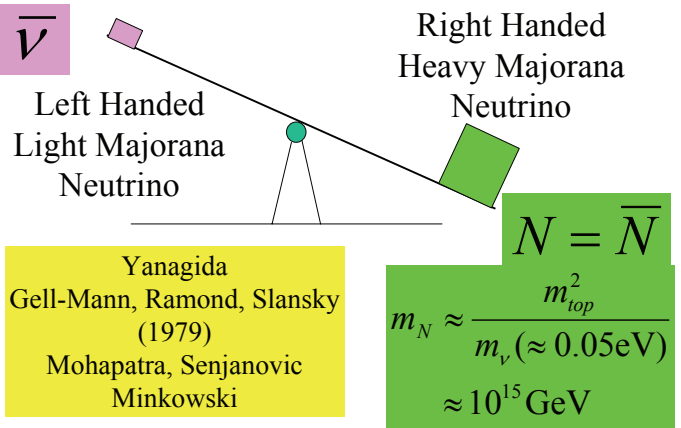 ν̅
Left Handed
Light Majorana
Neutrino
Right Handed
Heavy Majorana
Neutrino
N = N̅
Yanagida
Gell-Mann, Ramond, Slansky
(1979)
Mohapatra, Senjanovic
Minkowski
m_N ≈ m_top^2 / m_ν (≈ 0.05eV)
≈ 10^15 GeV